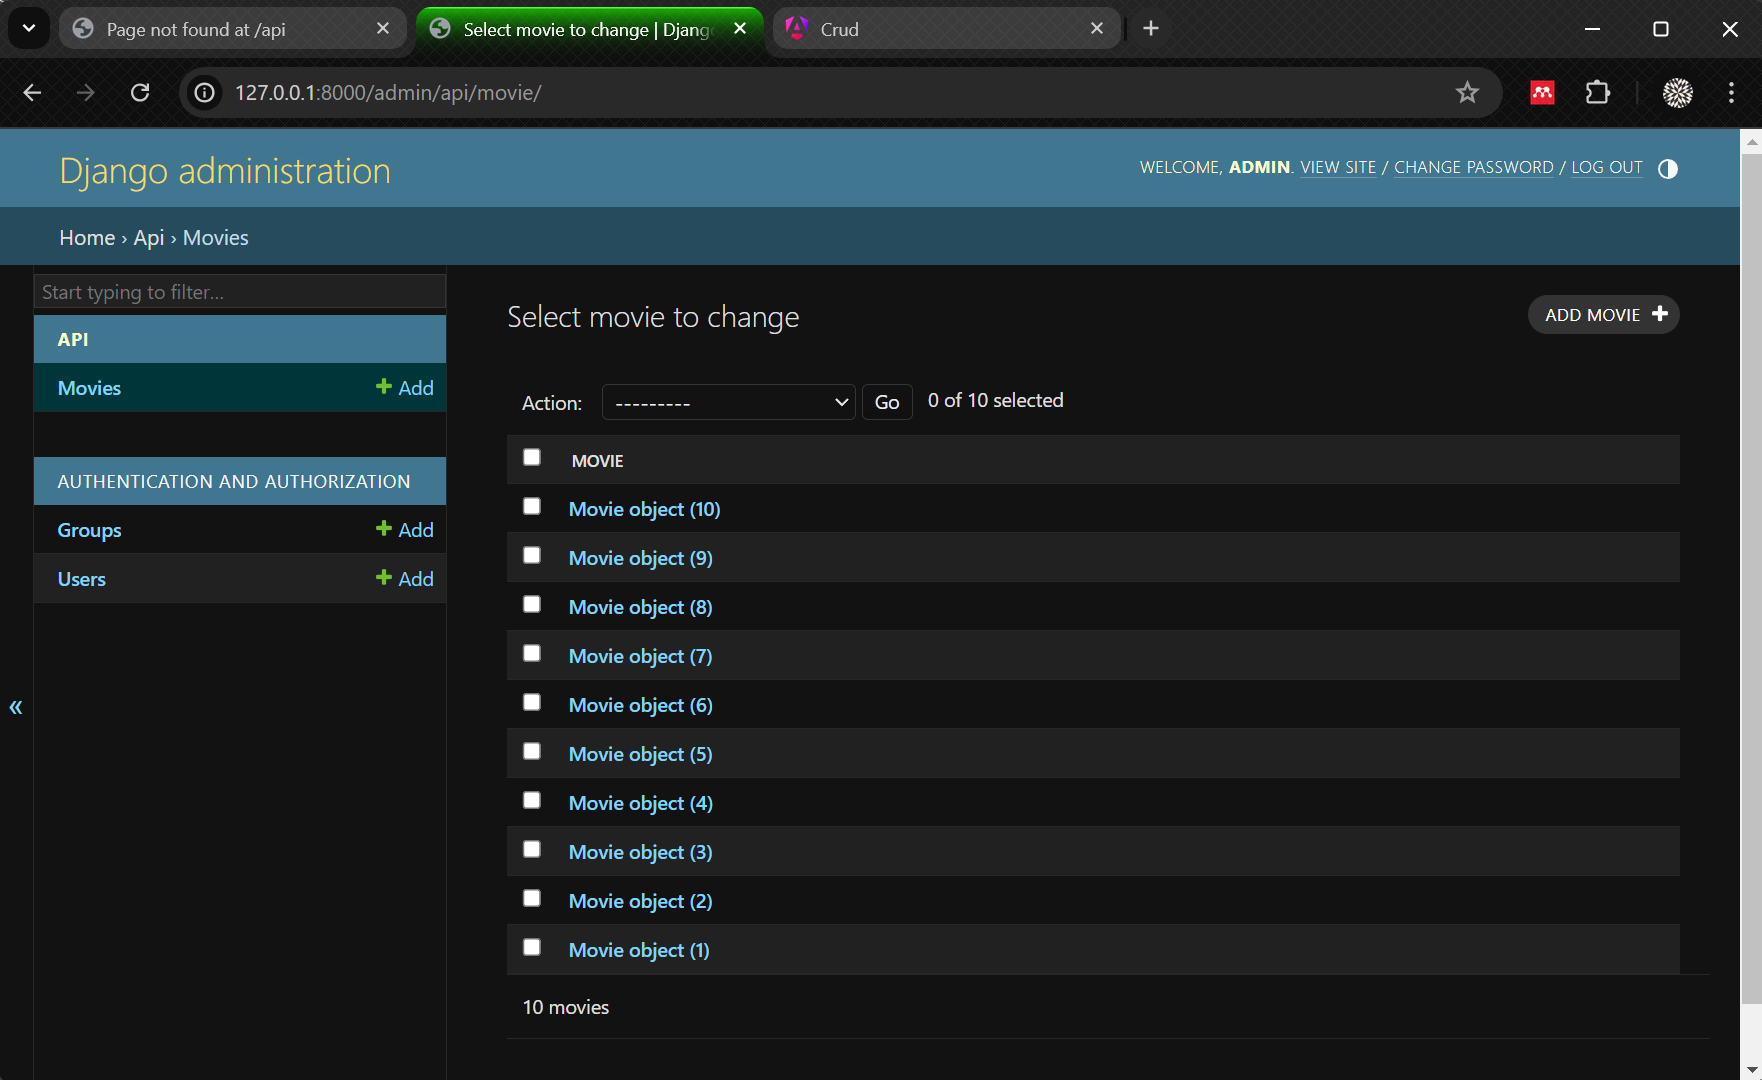 Page not found at /api
Select movie to change | Djang
Crud
127.0.0.1:8000/admin/api/movie/
Django administration
WELCOME, ADMIN. VIEW SITE / CHANGE PASSWORD / LOG OUT
Home › Api › Movies
Start typing to filter...
API
Movies
+ Add
AUTHENTICATION AND AUTHORIZATION
Groups
+ Add
Users
+ Add
«
Select movie to change
ADD MOVIE +
Action: --------- Go 0 of 10 selected
MOVIE
Movie object (10)
Movie object (9)
Movie object (8)
Movie object (7)
Movie object (6)
Movie object (5)
Movie object (4)
Movie object (3)
Movie object (2)
Movie object (1)
10 movies